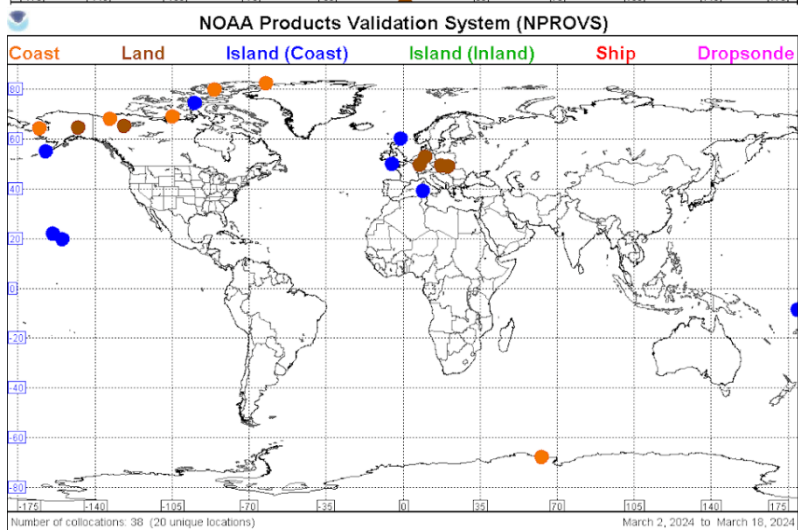 NOAA Products Validation System (NPROVS)
Coast Land Island (Coast) Island (Inland) Ship Dropsonde
80
60
40
20
0
-20
-40
-60
-80
-175 -140 -105 -70 -35 0 35 70 105 140 175
Number of collocations: 38 (20 unique locations) March 2, 2024 to March 18, 2024